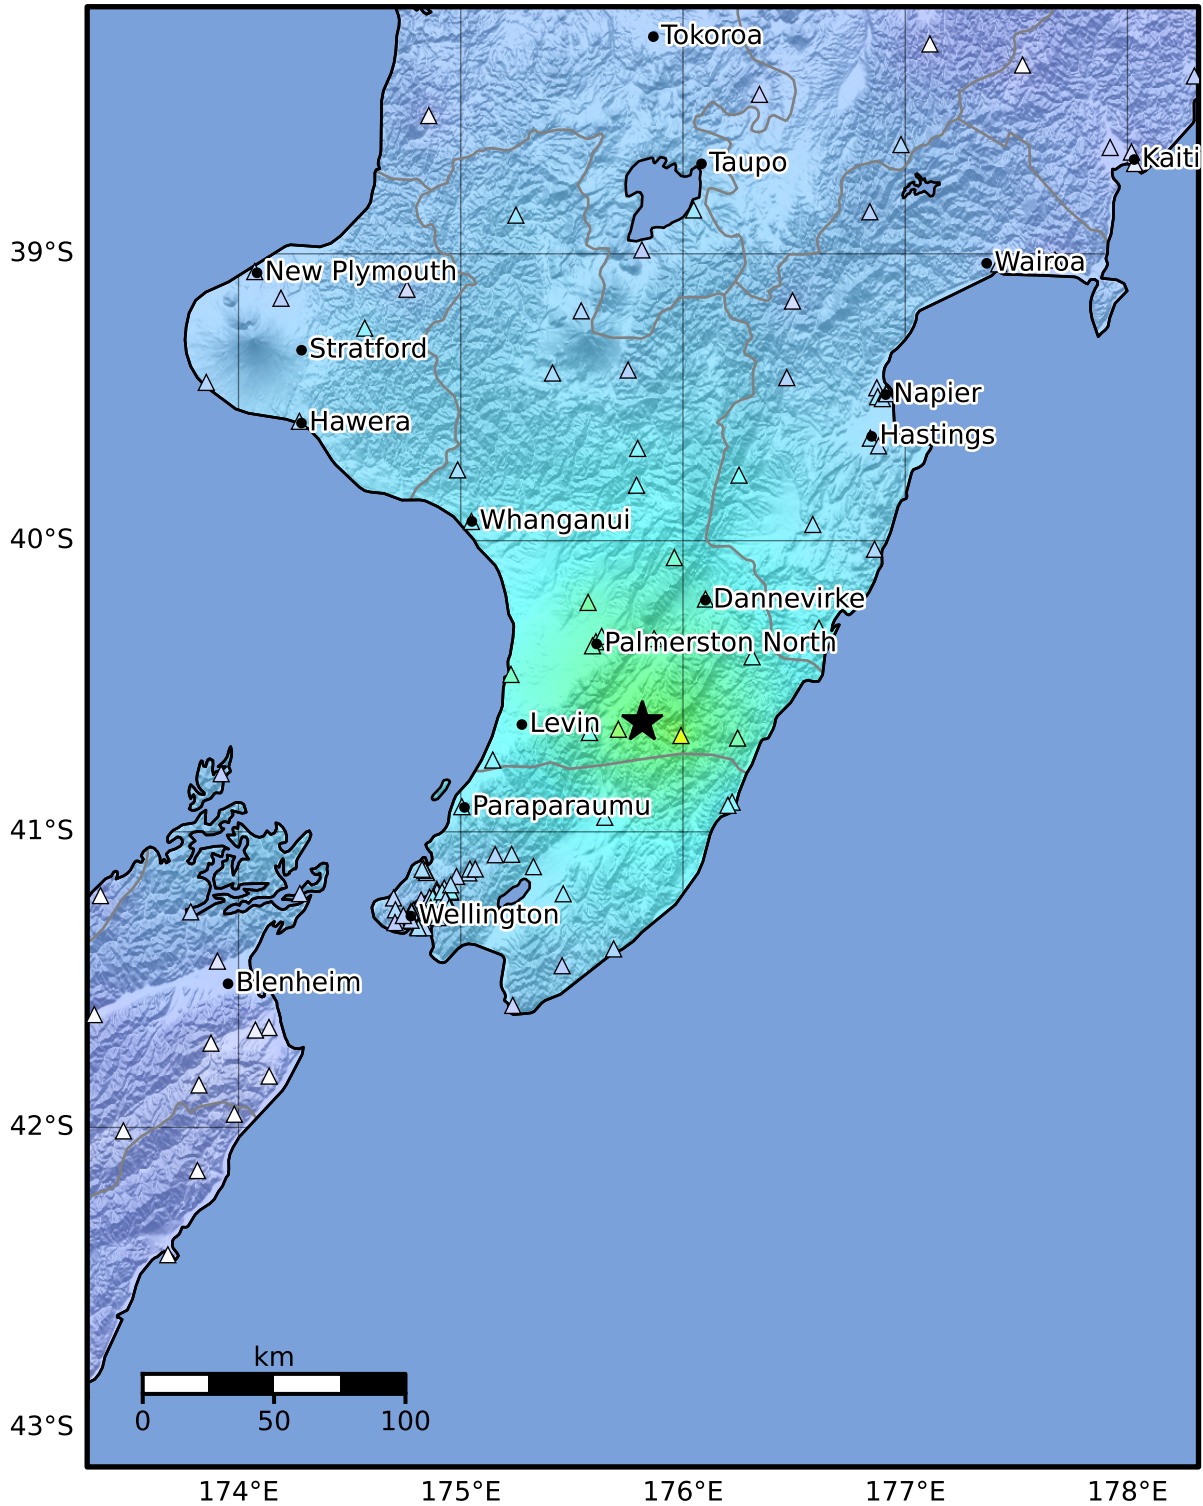 Tokoroa
Taupo
Kaiti
39°S
Wairoa
New Plymouth
Stratford
Napier
Hawera
Hastings
Whanganui
40°S
Dannevirke
Palmerston North
Levin
Paraparaumu
41°S
Wellington
Blenheim
42°S
km
0 50 100
43°S
174°E 175°E 176°E 177°E 178°E